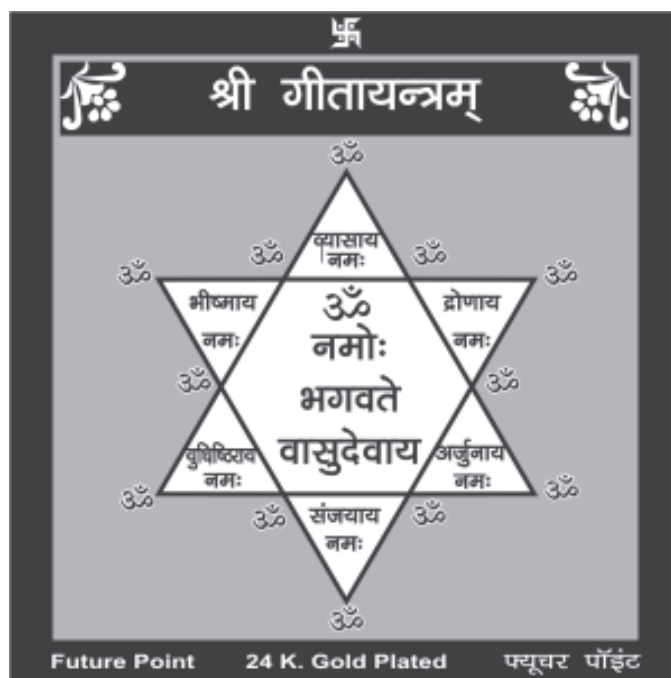 श्री गीतायन्त्रम्
ॐ
ॐ
व्यासाय
नमः
ॐ
ॐ
भीष्माय
नमः
ॐ
नमोः
भगवते
वासुदेवाय
द्रोणाय
नमः
ॐ
ॐ
ॐ
युधिष्ठिराय
नमः
अर्जुनाय
नमः
ॐ
ॐ
संजयाय
नमः
ॐ
ॐ
ॐ
Future Point 24 K. Gold Plated फ्यूचर पॉइंट